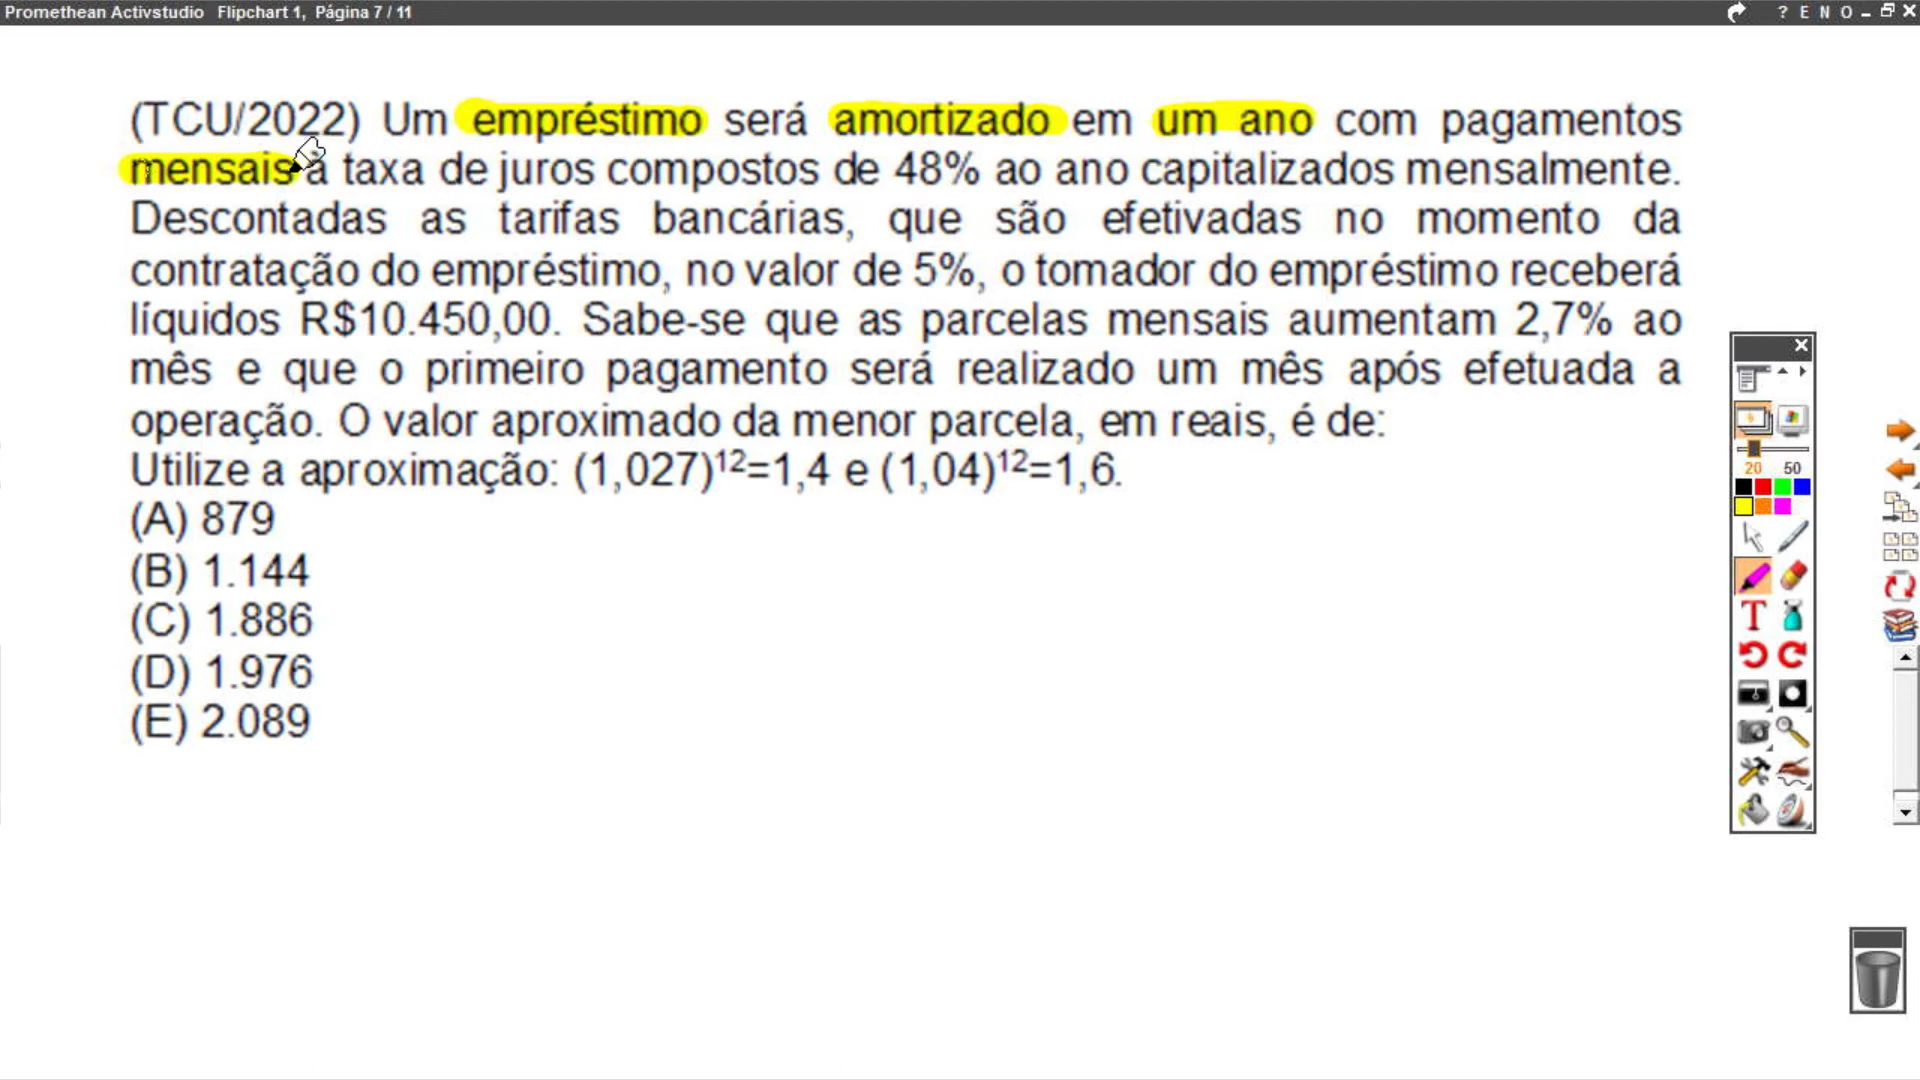 Promethean Activstudio Flipchart 1, Página 7 / 11
? E N O
(TCU/2022) Um empréstimo será amortizado em um ano com pagamentos
mensais à taxa de juros compostos de 48% ao ano capitalizados mensalmente.
Descontadas as tarifas bancárias, que são efetivadas no momento da
contratação do empréstimo, no valor de 5%, o tomador do empréstimo receberá
líquidos R$10.450,00. Sabe-se que as parcelas mensais aumentam 2,7% ao
mês e que o primeiro pagamento será realizado um mês após efetuada a
operação. O valor aproximado da menor parcela, em reais, é de:
Utilize a aproximação: (1,027)¹²=1,4 e (1,04)¹²=1,6.
(A) 879
(B) 1.144
(C) 1.886
(D) 1.976
(E) 2.089
20 50
T